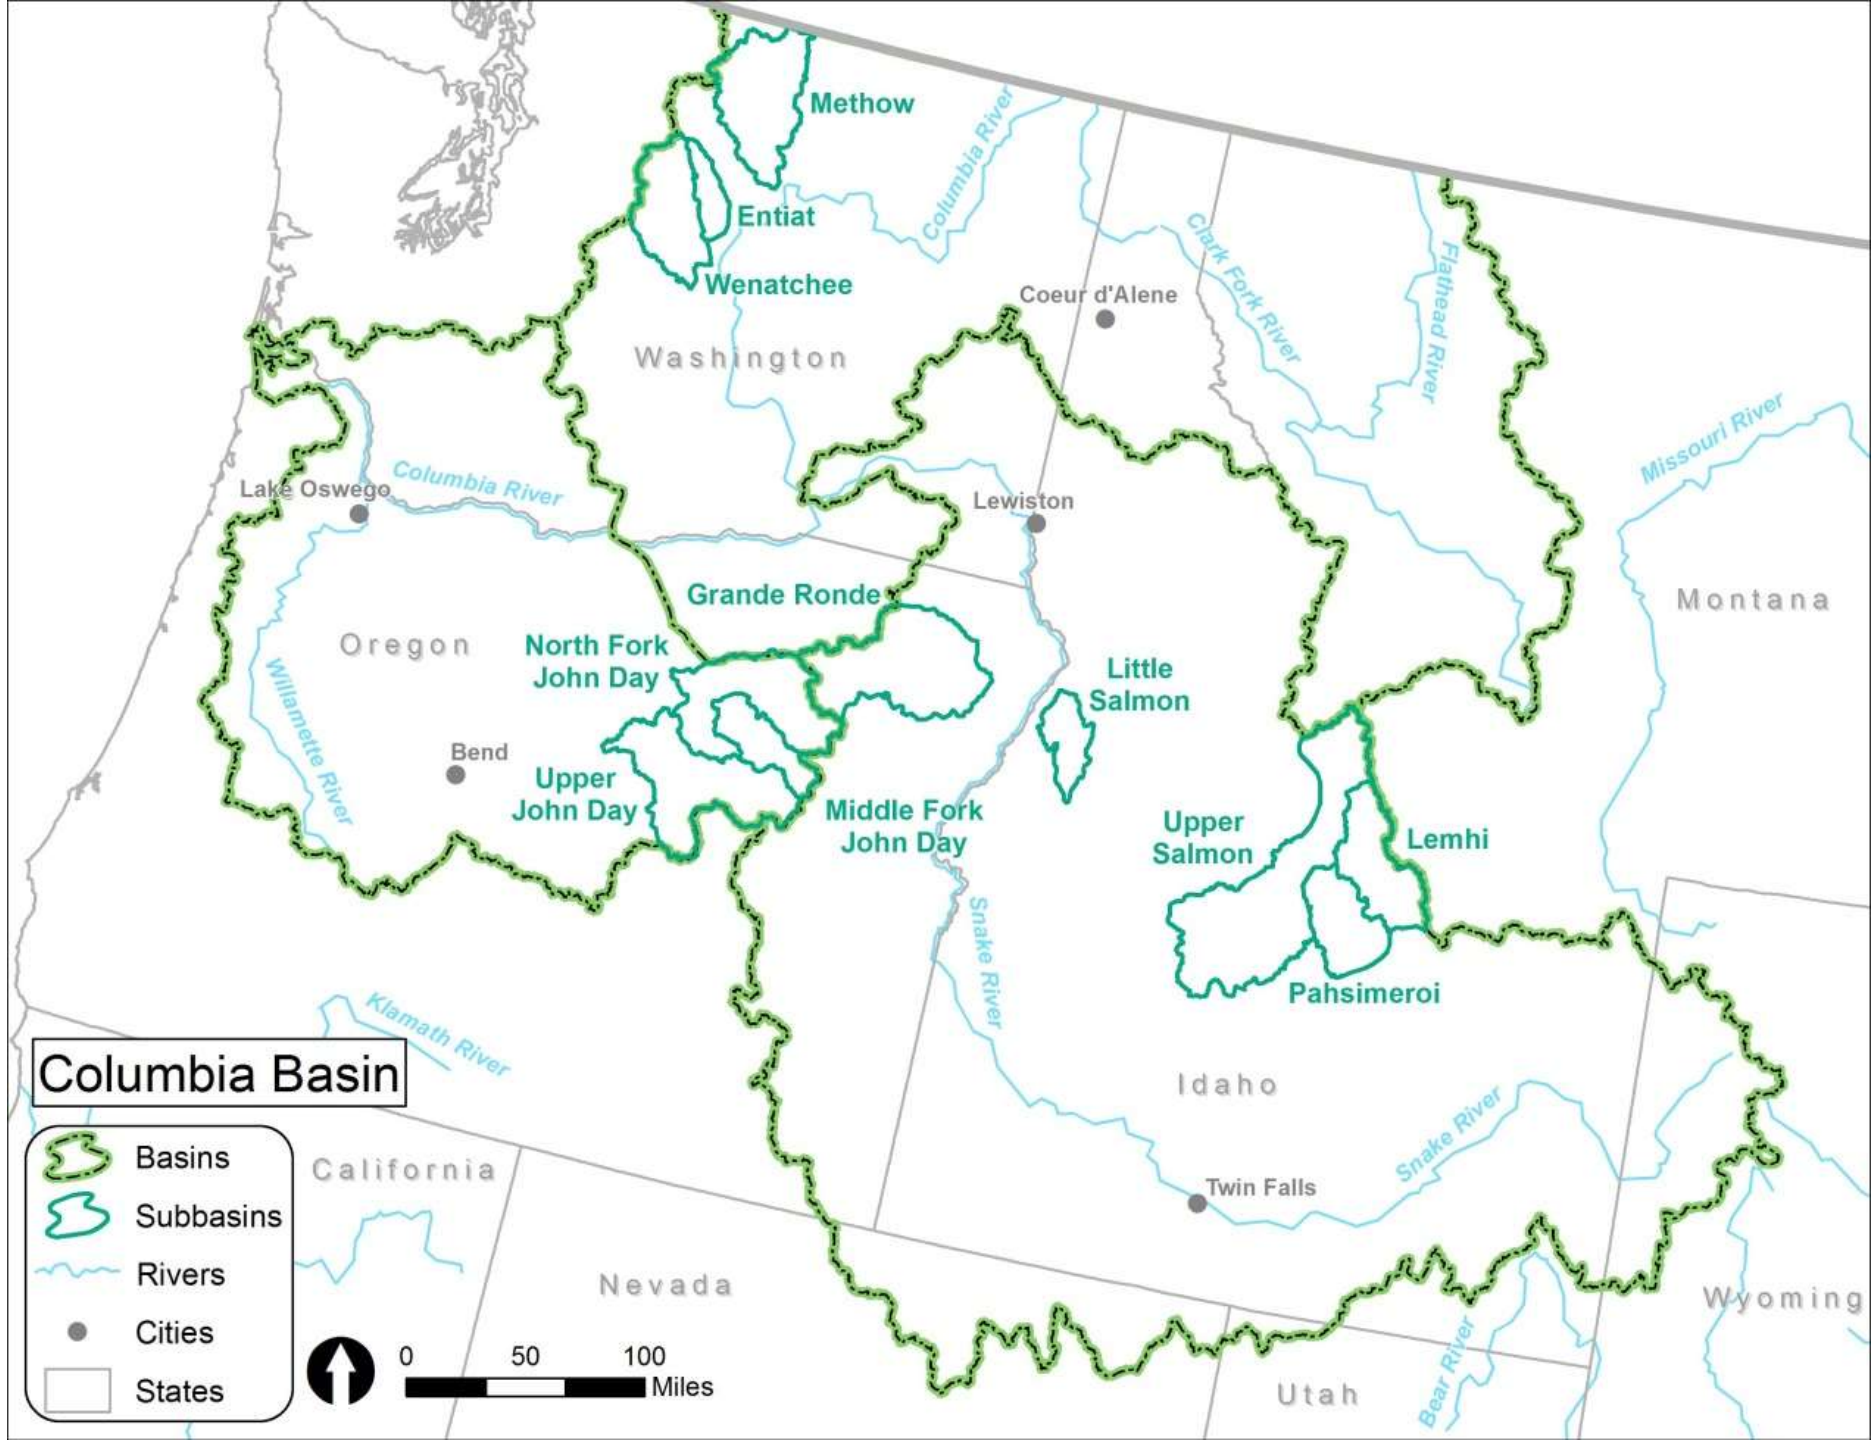 Methow
Columbia River
Entiat
Wenatchee
Clark Fork River
Flathead River
Coeur d'Alene
Washington
Missouri River
Lake Oswego
Columbia River
Lewiston
Grande Ronde
Montana
Oregon
North Fork
John Day
Little
Salmon
Willamette River
Bend
Upper
John Day
Middle Fork
John Day
Upper
Salmon
Lemhi
Snake River
Pahsimeroi
Klamath River
Columbia Basin
Idaho
Snake River
Twin Falls
California
Nevada
Wyoming
Utah
Bear River
Basins
Subbasins
Rivers
Cities
States
0 50 100
Miles